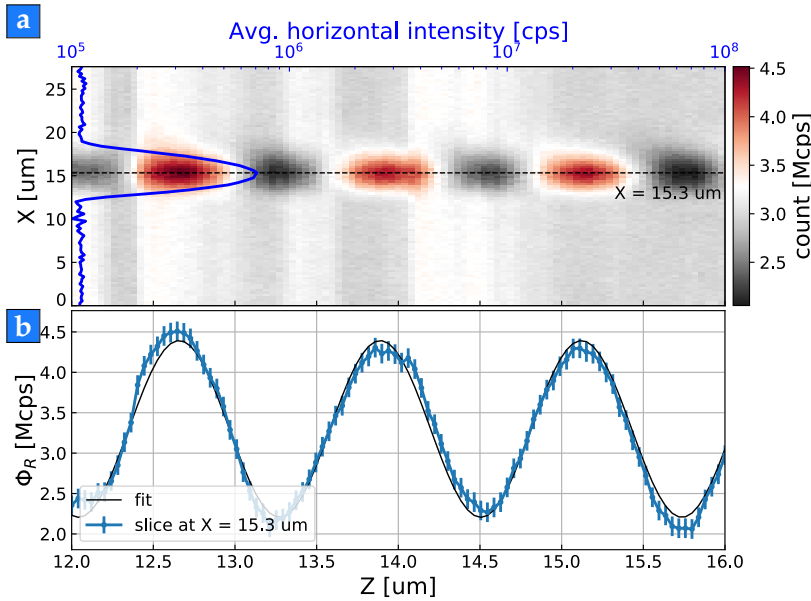 a
Avg. horizontal intensity [cps]
10^5 10^6 10^7 10^8
X [um]
25
20
15
10
5
0
X = 15.3 um
4.5
4.0
3.5
3.0
2.5
count [Mcps]
b
Φ_R [Mcps]
4.5
4.0
3.5
3.0
2.5
2.0
fit
slice at X = 15.3 um
12.0 12.5 13.0 13.5 14.0 14.5 15.0 15.5 16.0
Z [um]